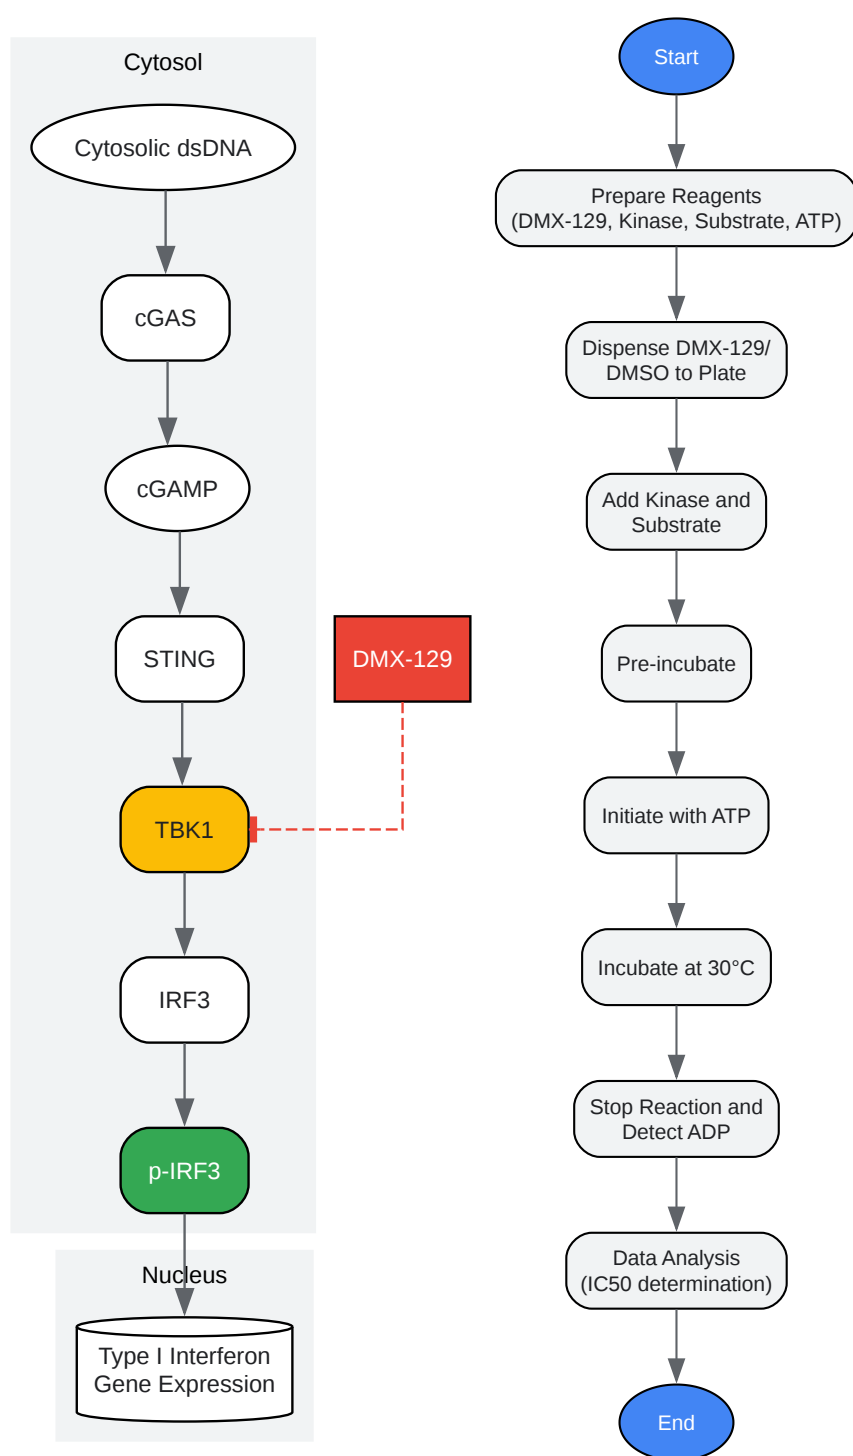 Cytosol
Cytosolic dsDNA
cGAS
cGAMP
STING
DMX-129
TBK1
IRF3
p-IRF3
Nucleus
Type I Interferon
Gene Expression
Start
Prepare Reagents
(DMX-129, Kinase, Substrate, ATP)
Dispense DMX-129/
DMSO to Plate
Add Kinase and
Substrate
Pre-incubate
Initiate with ATP
Incubate at 30°C
Stop Reaction and
Detect ADP
Data Analysis
(IC50 determination)
End